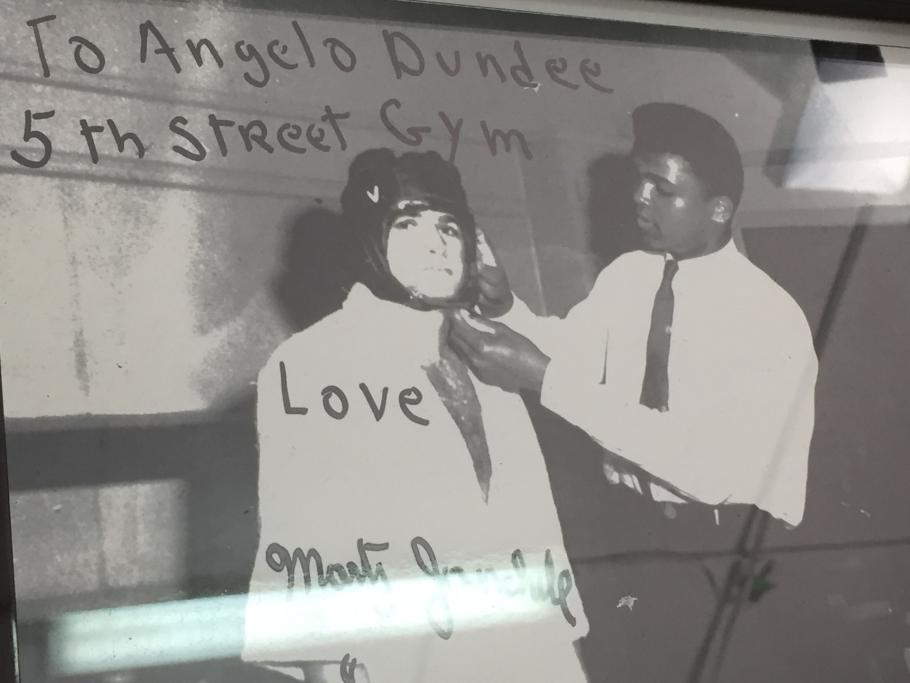 To Angelo Dundee
5th Street Gym
Love
Marty